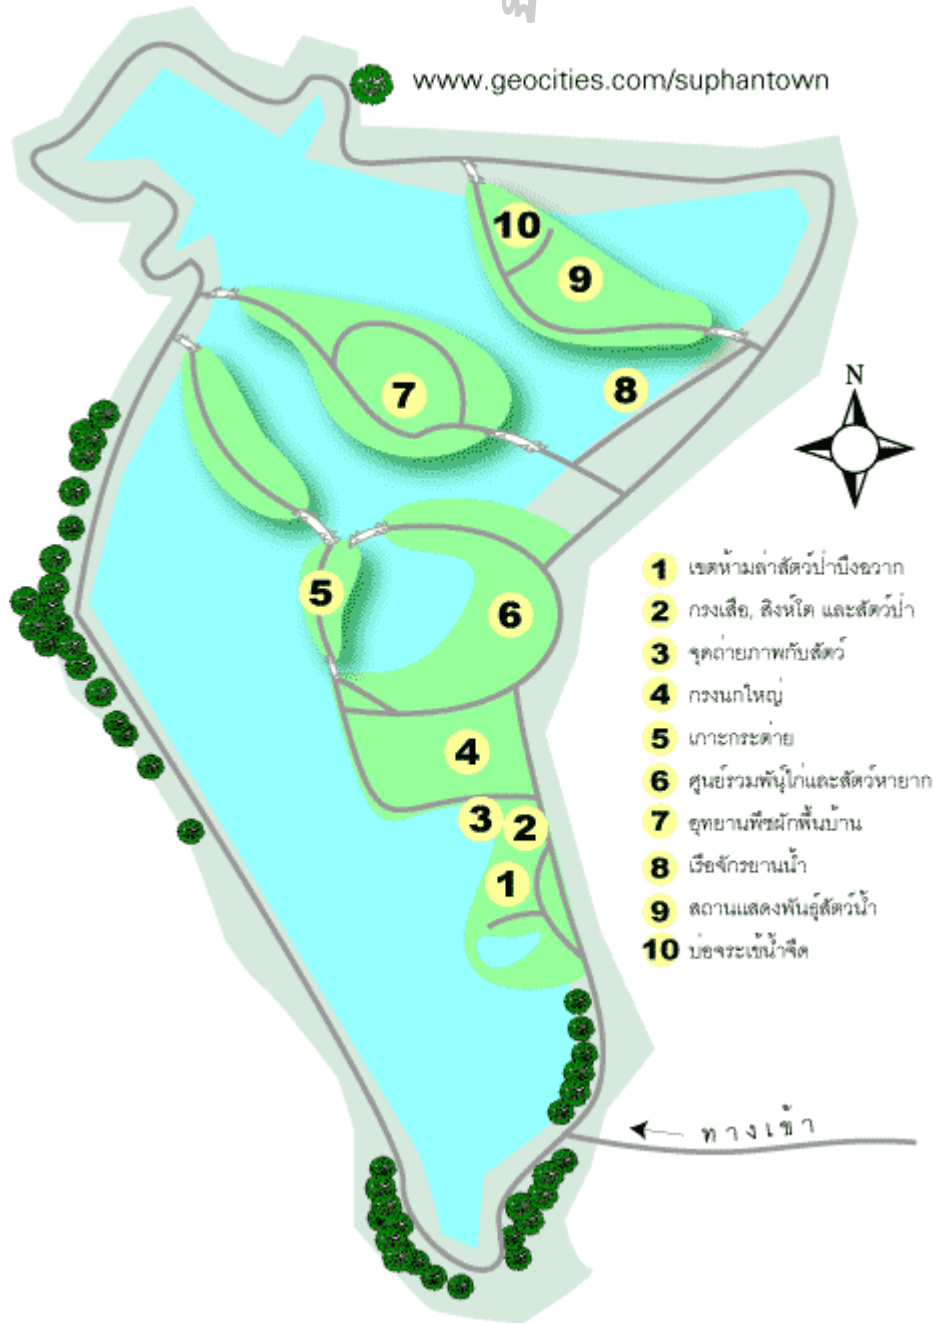 www.geocities.com/suphantown
10
9
8
7
5
6
4
3
2
1
N
1 เขตห้ามล่าสัตว์ป่าบึงฉวาก
2 กรงเสือ, สิงห์โต และสัตว์ป่า
3 จุดถ่ายภาพกับสัตว์
4 กรงนกใหญ่
5 เกาะกระต่าย
6 ศูนย์รวมพันธุ์ไก่และสัตว์หายาก
7 อุทยานพืชผักพื้นบ้าน
8 เรือจักรยานน้ำ
9 สถานแสดงพันธุ์สัตว์น้ำ
10 บ่อจระเข้น้ำจืด
ทางเข้า